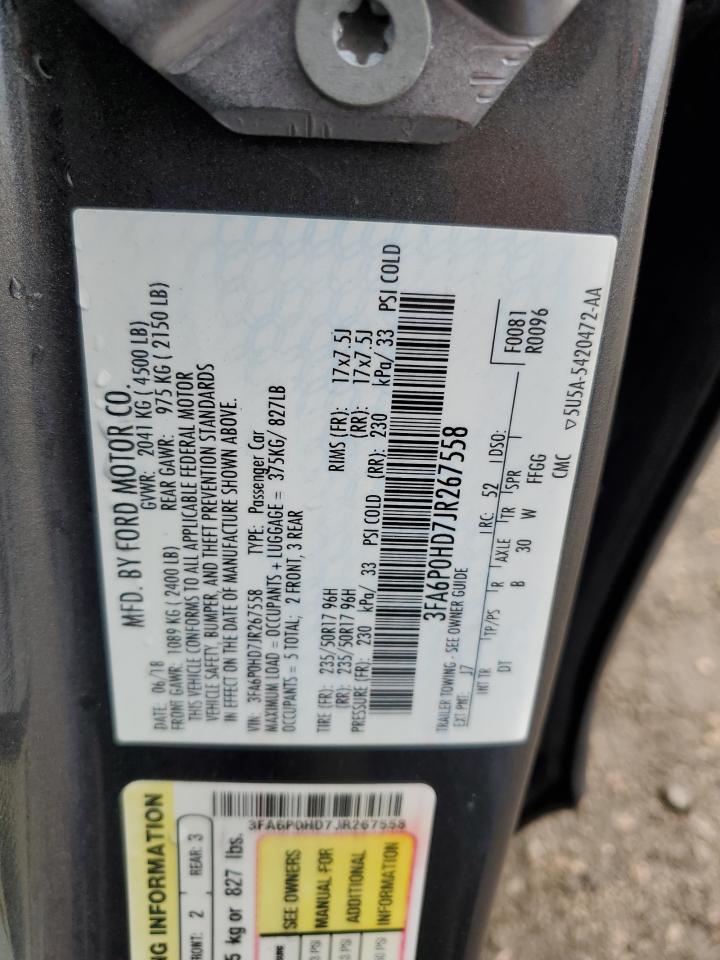 MFD. BY FORD MOTOR CO.
DATE: 06/18 GVWR: 2041 KG ( 4500 LB)
FRONT GAWR: 1089 KG ( 2400 LB) REAR GAWR: 975 KG ( 2150 LB)
THIS VEHICLE CONFORMS TO ALL APPLICABLE FEDERAL MOTOR
VEHICLE SAFETY, BUMPER, AND THEFT PREVENTION STANDARDS
IN EFFECT ON THE DATE OF MANUFACTURE SHOWN ABOVE.
VIN: 3FA6P0HD7JR267558 TYPE: Passenger Car
MAXIMUM LOAD = OCCUPANTS + LUGGAGE = 375KG/ 827LB
OCCUPANTS = 5 TOTAL; 2 FRONT, 3 REAR
TIRE (FR): 235/50R17 96H RIMS (FR): 17x7.5J
(RR): 235/50R17 96H (RR): 17x7.5J
PRESSURE (FR): 230 kPa/ 33 PSI COLD (RR): 230 kPa/ 33 PSI COLD
3FA6P0HD7JR267558
TRAILER TOWING - SEE OWNER GUIDE
EXT PNT: J7 RC: 52 DSO: F0081
R0096
INT TR TP/PS R AXLE TR SPR
DT B 30 W FFGG
CMC ▽5U5A-5420472-AA
3FA6P0HD7JR267558
NG INFORMATION
RONT: 2 REAR: 3
5 kg or 827 lbs.
SEE OWNERS
MANUAL FOR
ADDITIONAL
INFORMATION